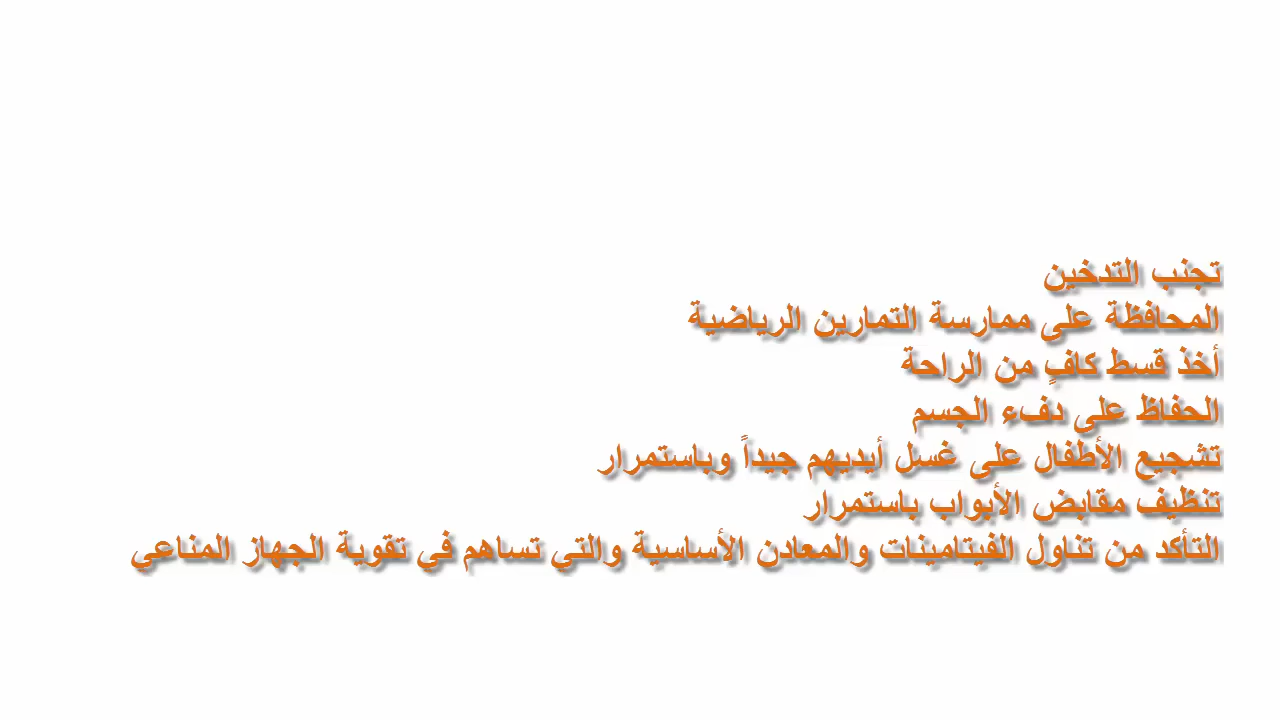 تجنب التدخين
المحافظة على ممارسة التمارين الرياضية
أخذ قسط كافٍ من الراحة
الحفاظ على دفء الجسم
تشجيع الأطفال على غسل أيديهم جيداً وباستمرار
تنظيف مقابض الأبواب باستمرار
التأكد من تناول الفيتامينات والمعادن الأساسية والتي تساهم في تقوية الجهاز المناعي